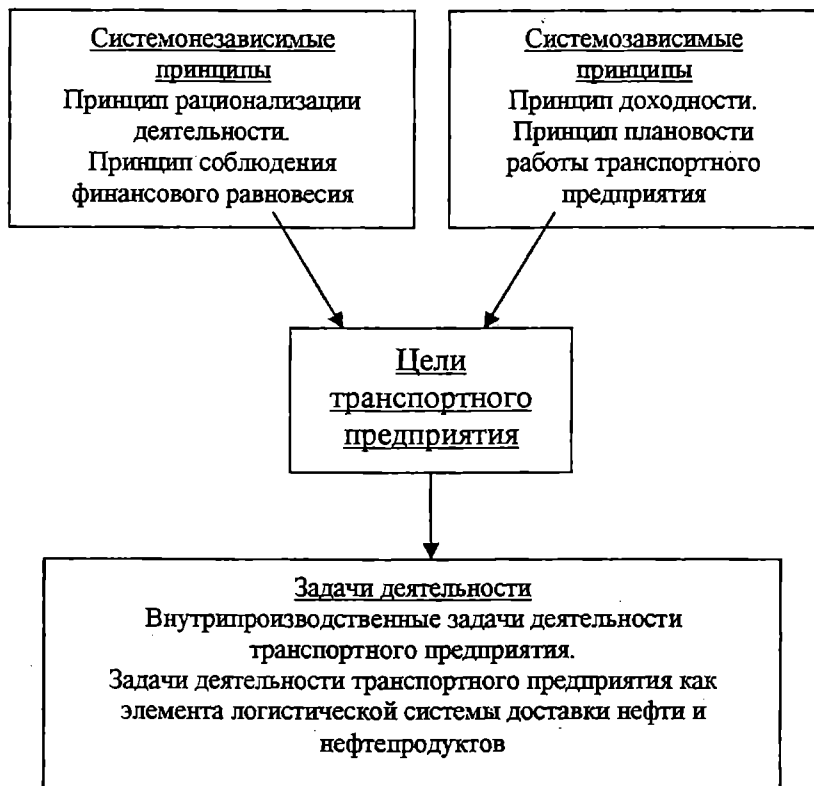 Системонезависимые
принципы
Принцип рационализации
деятельности.
Принцип соблюдения
финансового равновесия
Системозависимые
принципы
Принцип доходности.
Принцип плановости
работы транспортного
предприятия
Цели
транспортного
предприятия
Задачи деятельности
Внутрипроизводственные задачи деятельности
транспортного предприятия.
Задачи деятельности транспортного предприятия как
элемента логистической системы доставки нефти и
нефтепродуктов